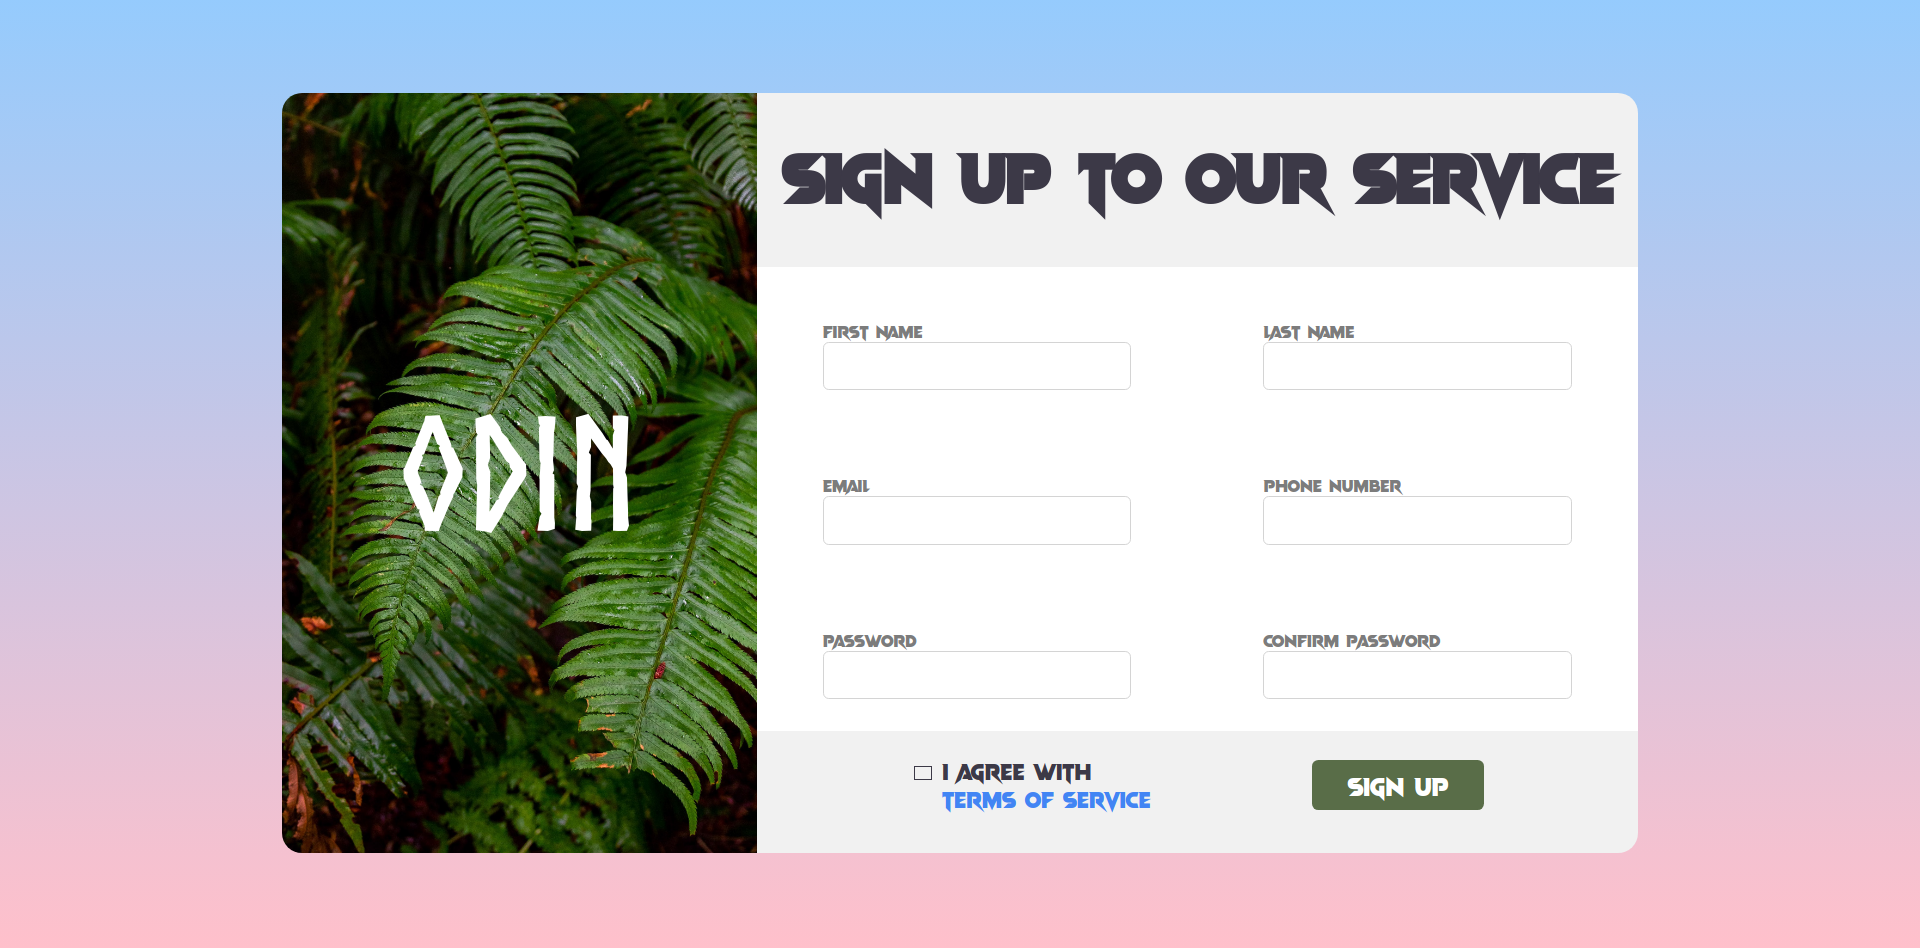 ODIN
SIGN UP TO OUR SERVICE
FIRST NAME
LAST NAME
EMAIL
PHONE NUMBER
PASSWORD
CONFIRM PASSWORD
I AGREE WITH
TERMS OF SERVICE
SIGN UP